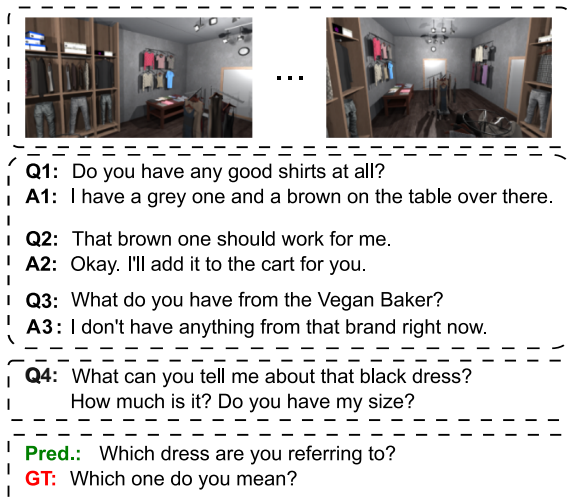 ...
Q1: Do you have any good shirts at all?
A1: I have a grey one and a brown on the table over there.
Q2: That brown one should work for me.
A2: Okay. I'll add it to the cart for you.
Q3: What do you have from the Vegan Baker?
A3: I don't have anything from that brand right now.
Q4: What can you tell me about that black dress?
How much is it? Do you have my size?
Pred.: Which dress are you referring to?
GT: Which one do you mean?